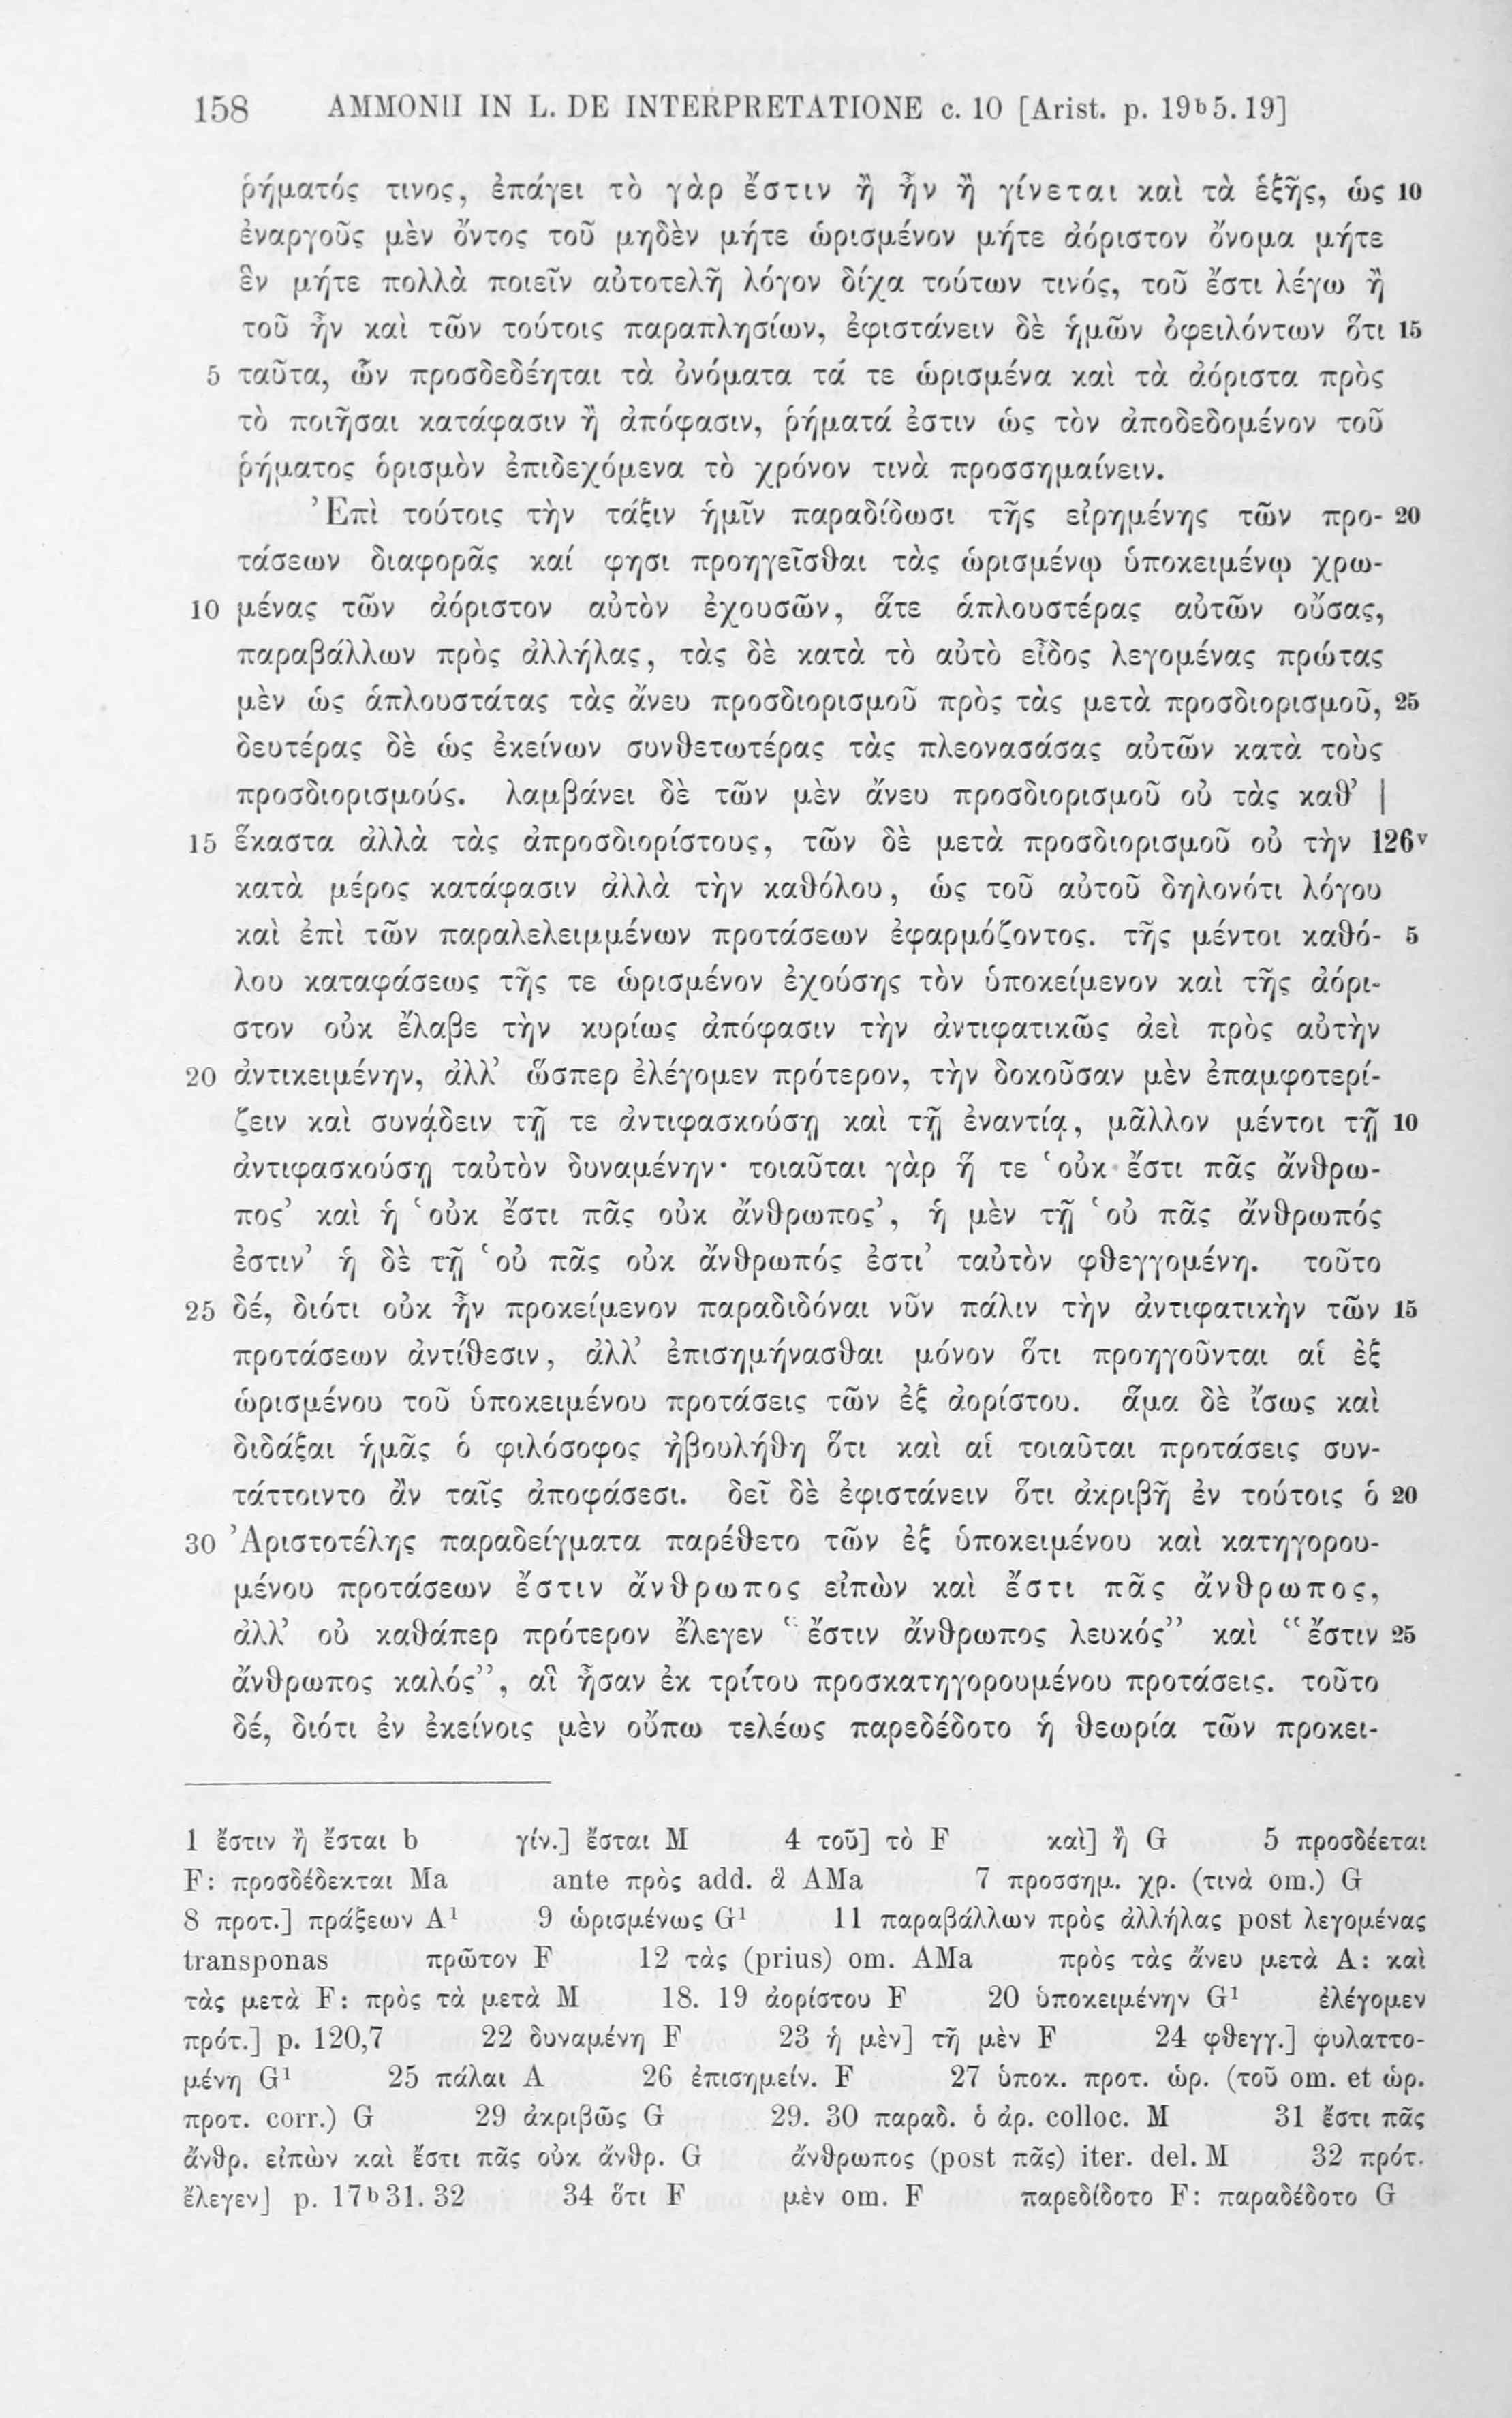 158 AMMONII IN L. DE INTERPRETATIONE c. 10 [Arist. p. 19b5. 19]
ῥήματός τινος, ἐπάγει τὸ γὰρ ἔστιν ἢ ἦν ἢ γίνεται καὶ τὰ ἑξῆς, ὡς 10
ἐναργοῦς μὲν ὄντος τοῦ μηδὲν μήτε ὡρισμένον μήτε ἀόριστον ὄνομα μήτε
ἓν μήτε πολλὰ ποιεῖν αὐτοτελῆ λόγον δίχα τούτων τινός, τοῦ ἔστι λέγω ἢ
τοῦ ἦν καὶ τῶν τούτοις παραπλησίων, ἐφιστάνειν δὲ ἡμῶν ὀφειλόντων ὅτι 15
5 ταῦτα, ὧν προσδεδέηται τὰ ὀνόματα τά τε ὡρισμένα καὶ τὰ ἀόριστα πρὸς
τὸ ποιῆσαι κατάφασιν ἢ ἀπόφασιν, ῥήματά ἐστιν ὡς τὸν ἀποδεδομένον τοῦ
ῥήματος ὁρισμὸν ἐπιδεχόμενα τὸ χρόνον τινὰ προσσημαίνειν.
Ἐπὶ τούτοις τὴν τάξιν ἡμῖν παραδίδωσι τῆς εἰρημένης τῶν προ- 20
τάσεων διαφορᾶς καί φησι προηγεῖσθαι τὰς ὡρισμένῳ ὑποκειμένῳ χρω-
10 μένας τῶν ἀόριστον αὐτὸν ἐχουσῶν, ἅτε ἁπλουστέρας αὐτῶν οὔσας,
παραβάλλων πρὸς ἀλλήλας, τὰς δὲ κατὰ τὸ αὐτὸ εἶδος λεγομένας πρώτας
μὲν ὡς ἁπλουστάτας τὰς ἄνευ προσδιορισμοῦ πρὸς τὰς μετὰ προσδιορισμοῦ, 25
δευτέρας δὲ ὡς ἐκείνων συνθετωτέρας τὰς πλεονασάσας αὐτῶν κατὰ τοὺς
προσδιορισμούς. λαμβάνει δὲ τῶν μὲν ἄνευ προσδιορισμοῦ οὐ τὰς καθ’ |
15 ἕκαστα ἀλλὰ τὰς ἀπροσδιορίστους, τῶν δὲ μετὰ προσδιορισμοῦ οὐ τὴν 126v
κατὰ μέρος κατάφασιν ἀλλὰ τὴν καθόλου, ὡς τοῦ αὐτοῦ δηλονότι λόγου
καὶ ἐπὶ τῶν παραλελειμμένων προτάσεων ἐφαρμόζοντος. τῆς μέντοι καθό- 5
λου καταφάσεως τῆς τε ὡρισμένον ἐχούσης τὸν ὑποκείμενον καὶ τῆς ἀόρι-
στον οὐκ ἔλαβε τὴν κυρίως ἀπόφασιν τὴν ἀντιφατικῶς ἀεὶ πρὸς αὐτὴν
20 ἀντικειμένην, ἀλλ’ ὥσπερ ἐλέγομεν πρότερον, τὴν δοκοῦσαν μὲν ἐπαμφοτερί-
ζειν καὶ συνᾴδειν τῇ τε ἀντιφασκούσῃ καὶ τῇ ἐναντίᾳ, μᾶλλον μέντοι τῇ 10
ἀντιφασκούσῃ ταὐτὸν δυναμένην· τοιαῦται γὰρ ἥ τε ‘οὐκ ἔστι πᾶς ἄνθρω-
πος’ καὶ ἡ ‘οὐκ ἔστι πᾶς οὐκ ἄνθρωπος’, ἡ μὲν τῇ ‘οὐ πᾶς ἄνθρωπός
ἐστιν’ ἡ δὲ τῇ ‘οὐ πᾶς οὐκ ἄνθρωπός ἐστι’ ταὐτὸν φθεγγομένη. τοῦτο
25 δέ, διότι οὐκ ἦν προκείμενον παραδιδόναι νῦν πάλιν τὴν ἀντιφατικὴν τῶν 15
προτάσεων ἀντίθεσιν, ἀλλ’ ἐπισημήνασθαι μόνον ὅτι προηγοῦνται αἱ ἐξ
ὡρισμένου τοῦ ὑποκειμένου προτάσεις τῶν ἐξ ἀορίστου. ἅμα δὲ ἴσως καὶ
διδάξαι ἡμᾶς ὁ φιλόσοφος ἠβουλήθη ὅτι καὶ αἱ τοιαῦται προτάσεις συν-
τάττοιντο ἂν ταῖς ἀποφάσεσι. δεῖ δὲ ἐφιστάνειν ὅτι ἀκριβῆ ἐν τούτοις ὁ 20
30 Ἀριστοτέλης παραδείγματα παρέθετο τῶν ἐξ ὑποκειμένου καὶ κατηγορου-
μένου προτάσεων ἔστιν ἄνθρωπος εἰπὼν καὶ ἔστι πᾶς ἄνθρωπος,
ἀλλ’ οὐ καθάπερ πρότερον ἔλεγεν “ἔστιν ἄνθρωπος λευκός” καὶ “ἔστιν 25
ἄνθρωπος καλός”, αἳ ἦσαν ἐκ τρίτου προσκατηγορουμένου προτάσεις. τοῦτο
δέ, διότι ἐν ἐκείνοις μὲν οὔπω τελέως παρεδέδοτο ἡ θεωρία τῶν προκει-
1 ἔστιν ἢ ἔσται b γίν.] ἔσται M 4 τοῦ] τὸ F καὶ] ἢ G 5 προσδέεται
F: προσδέδεκται Ma ante πρὸς add. ἃ AMa 7 προσσημ. χρ. (τινὰ om.) G
8 προτ.] πράξεων A1 9 ὡρισμένως G1 11 παραβάλλων πρὸς ἀλλήλας post λεγομένας
transponas πρῶτον F 12 τὰς (prius) om. AMa πρὸς τὰς ἄνευ μετὰ A: καὶ
τὰς μετὰ F: πρὸς τὰ μετὰ M 18. 19 ἀορίστου F 20 ὑποκειμένην G1 ἐλέγομεν
πρότ.] p. 120,7 22 δυναμένη F 23 ἡ μὲν] τῇ μὲν F 24 φθεγγ.] φυλαττο-
μένη G1 25 πάλαι A 26 ἐπισημείν. F 27 ὑποκ. προτ. ὡρ. (τοῦ om. et ὡρ.
προτ. corr.) G 29 ἀκριβῶς G 29. 30 παραδ. ὁ ἀρ. colloc. M 31 ἔστι πᾶς
ἄνθρ. εἰπὼν καὶ ἔστι πᾶς οὐκ ἄνθρ. G ἄνθρωπος (post πᾶς) iter. del. M 32 πρότ.
ἔλεγεν] p. 17b31. 32 34 ὅτι F μὲν om. F παρεδίδοτο F: παραδέδοτο G